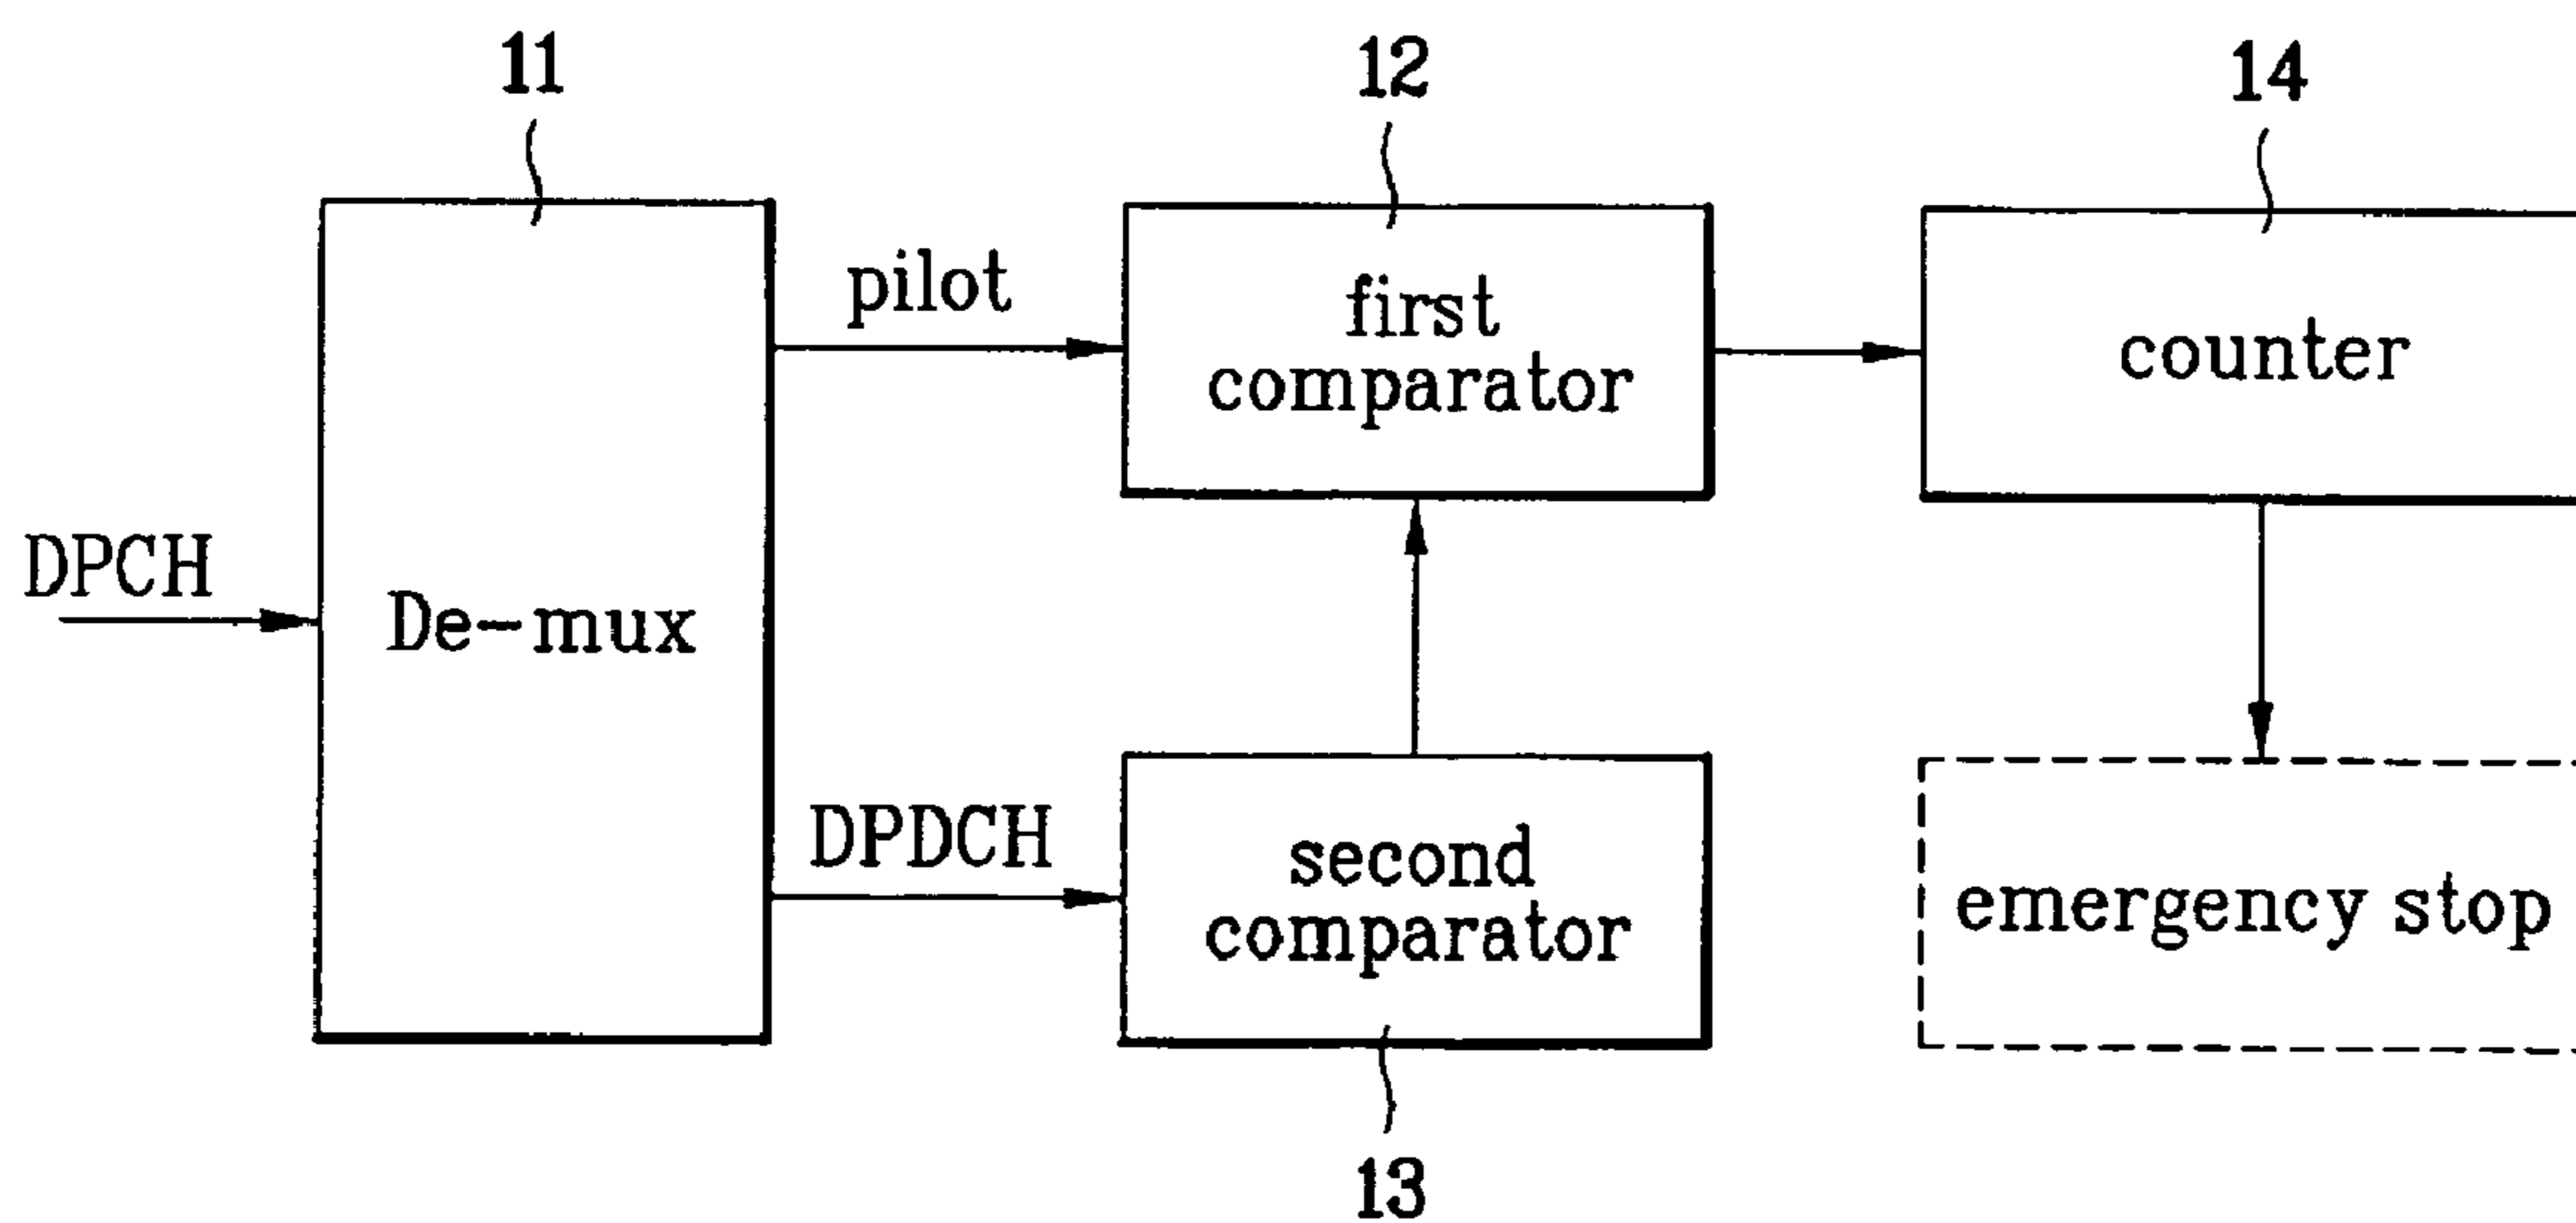 11
12
14
pilot
first
comparator
counter
DPCH
De-mux
DPDCH
second
comparator
emergency stop
13